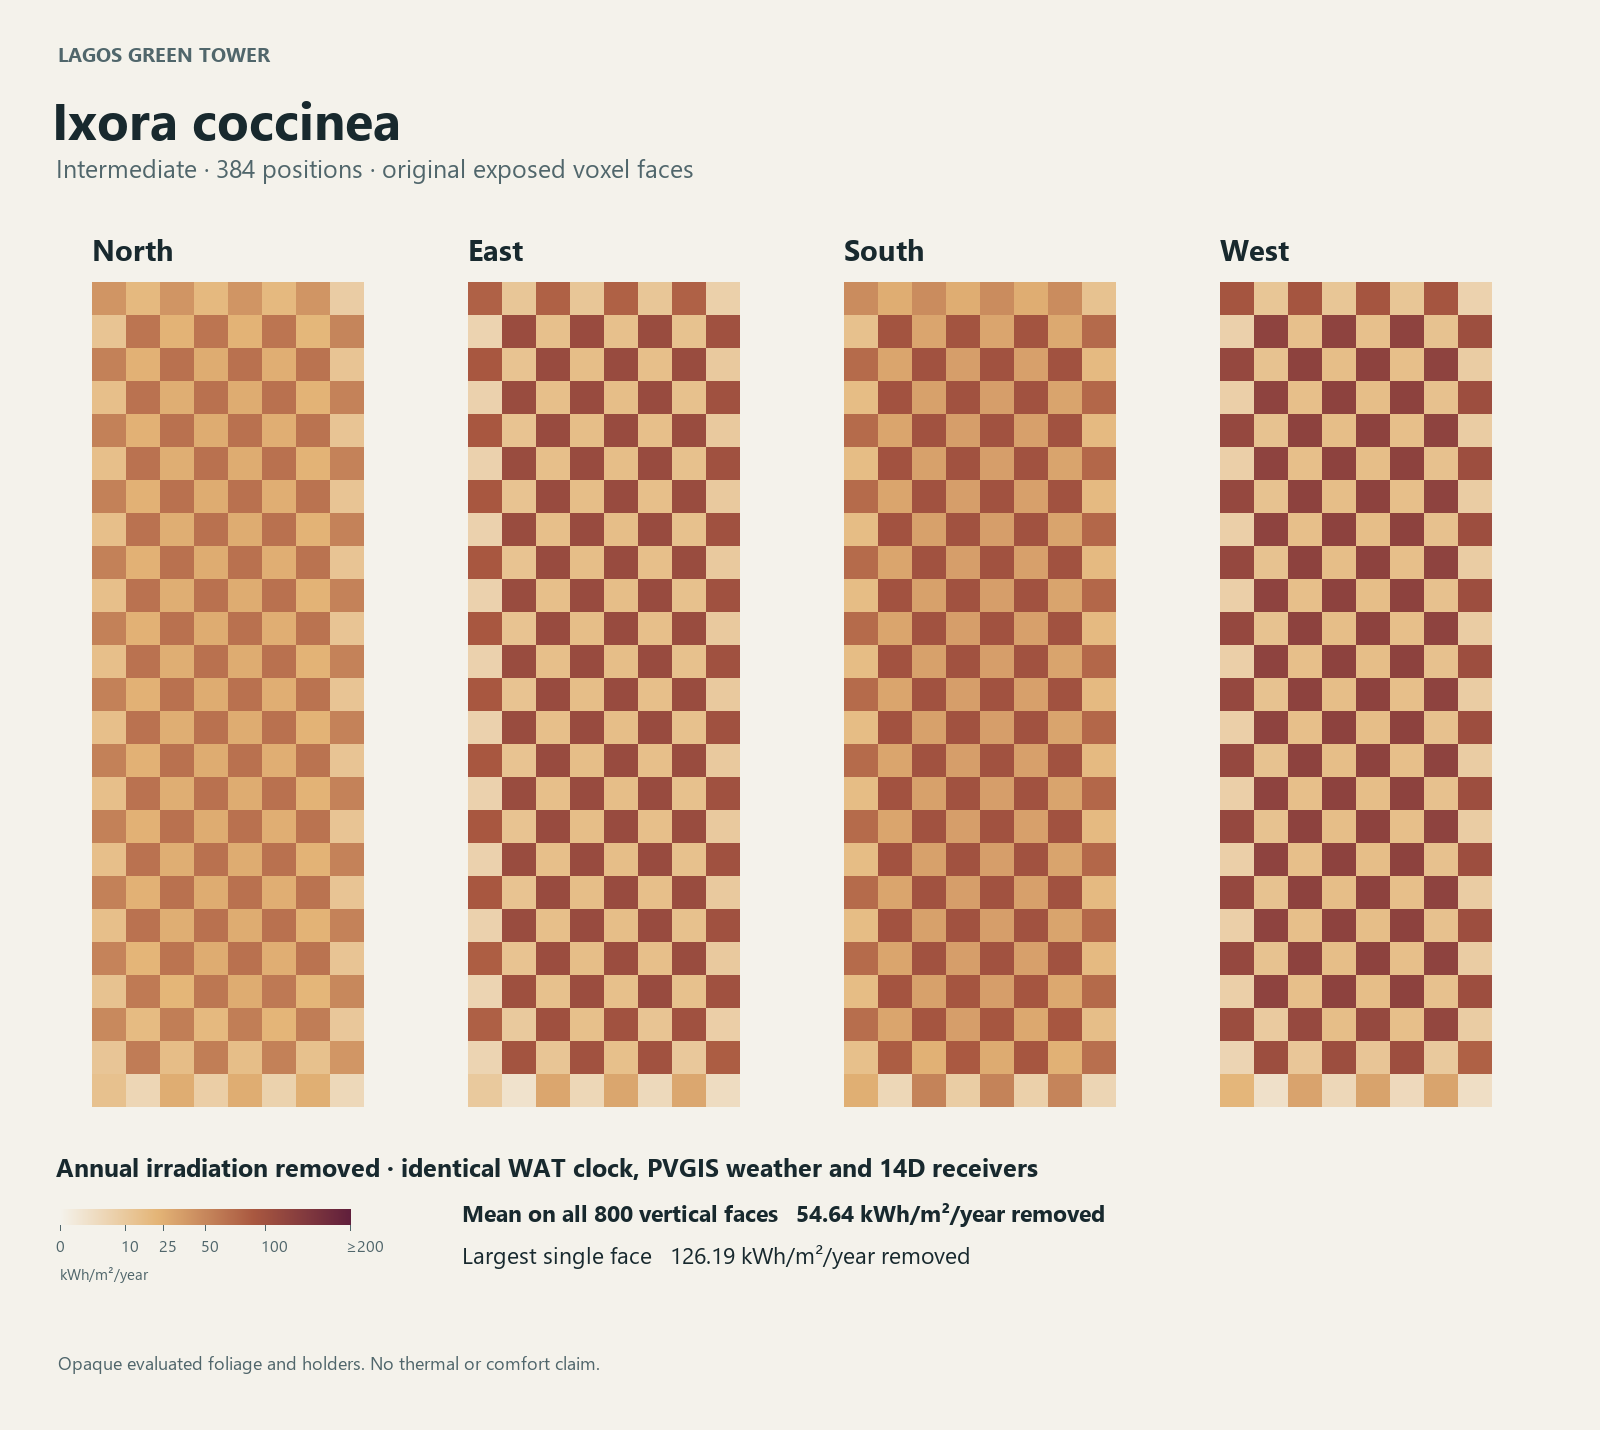 LAGOS GREEN TOWER
Ixora coccinea
Intermediate · 384 positions · original exposed voxel faces
North
East
South
West
Annual irradiation removed · identical WAT clock, PVGIS weather and 14D receivers
Mean on all 800 vertical faces 54.64 kWh/m²/year removed
0 10 25 50 100 ≥200
Largest single face 126.19 kWh/m²/year removed
kWh/m²/year
Opaque evaluated foliage and holders. No thermal or comfort claim.